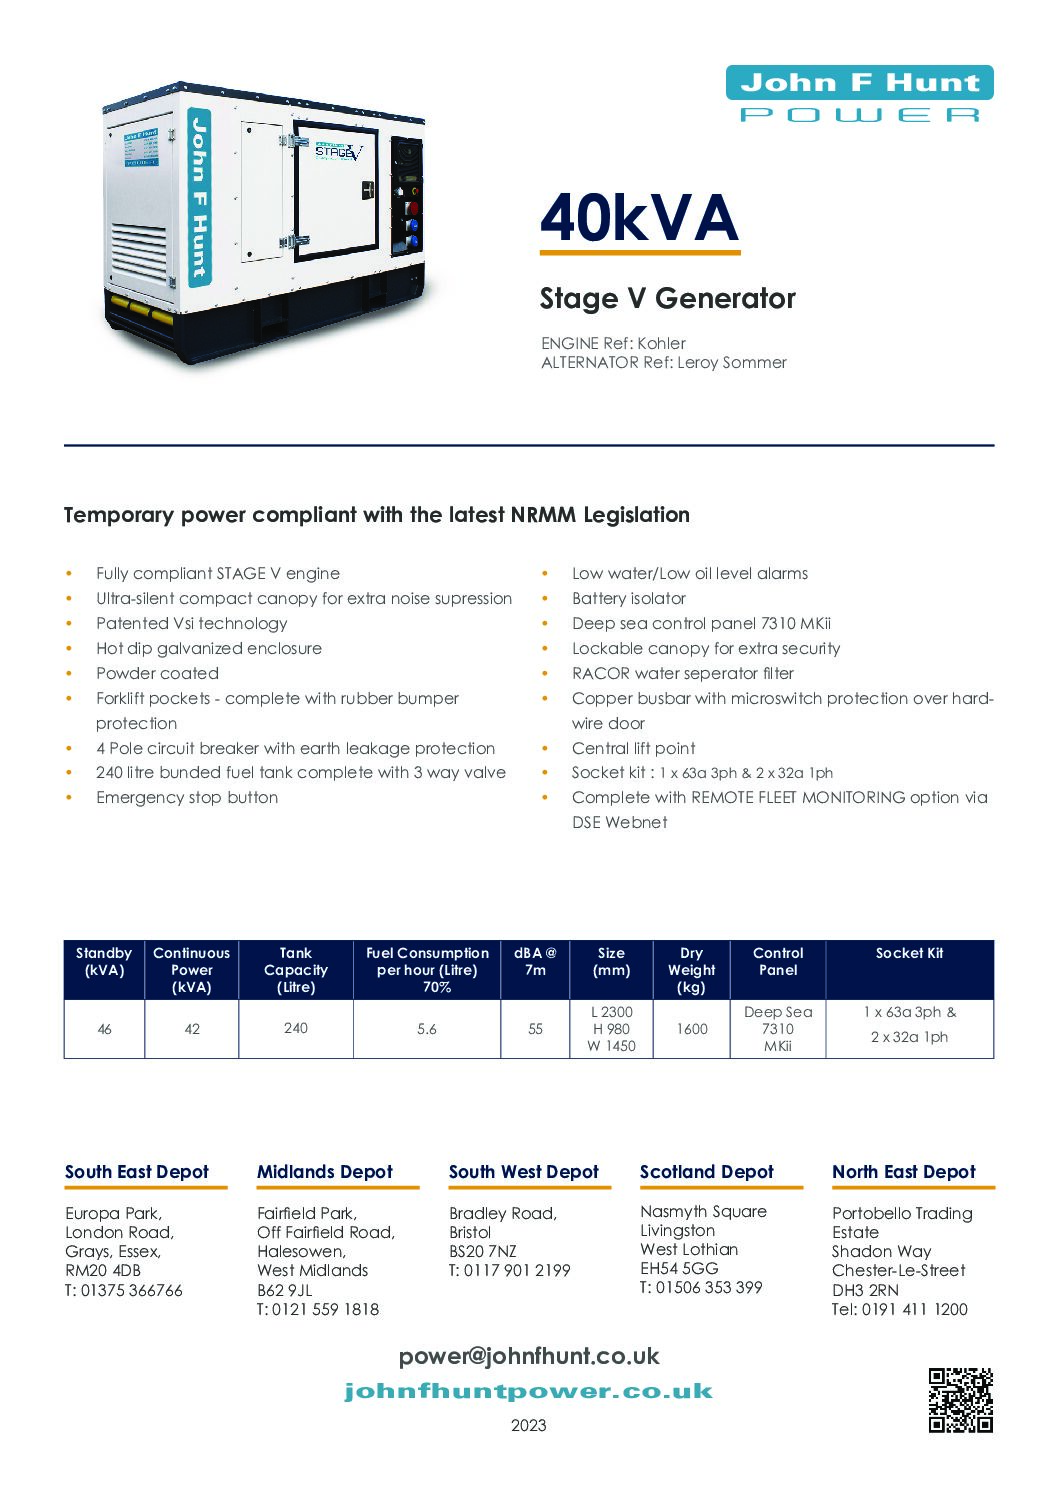 John F Hunt
POWER
John F Hunt
John F Hunt
STAGE V
40kVA
Stage V Generator
ENGINE Ref: Kohler
ALTERNATOR Ref: Leroy Sommer
Temporary power compliant with the latest NRMM Legislation
• Fully compliant STAGE V engine
• Ultra-silent compact canopy for extra noise supression
• Patented Vsi technology
• Hot dip galvanized enclosure
• Powder coated
• Forklift pockets - complete with rubber bumper
protection
• 4 Pole circuit breaker with earth leakage protection
• 240 litre bunded fuel tank complete with 3 way valve
• Emergency stop button
• Low water/Low oil level alarms
• Battery isolator
• Deep sea control panel 7310 MKii
• Lockable canopy for extra security
• RACOR water seperator filter
• Copper busbar with microswitch protection over hard-
wire door
• Central lift point
• Socket kit : 1 x 63a 3ph & 2 x 32a 1ph
• Complete with REMOTE FLEET MONITORING option via
DSE Webnet
Standby
(kVA)
Continuous
Power
(kVA)
Tank
Capacity
(Litre)
Fuel Consumption
per hour (Litre)
70%
dBA @
7m
Size
(mm)
Dry
Weight
(kg)
Control
Panel
Socket Kit
46
42
240
5.6
55
L 2300
H 980
W 1450
1600
Deep Sea
7310
MKii
1 x 63a 3ph &
2 x 32a 1ph
South East Depot
Europa Park,
London Road,
Grays, Essex,
RM20 4DB
T: 01375 366766
Midlands Depot
Fairfield Park,
Off Fairfield Road,
Halesowen,
West Midlands
B62 9JL
T: 0121 559 1818
South West Depot
Bradley Road,
Bristol
BS20 7NZ
T: 0117 901 2199
Scotland Depot
Nasmyth Square
Livingston
West Lothian
EH54 5GG
T: 01506 353 399
North East Depot
Portobello Trading
Estate
Shadon Way
Chester-Le-Street
DH3 2RN
Tel: 0191 411 1200
power@johnfhunt.co.uk
johnfhuntpower.co.uk
2023